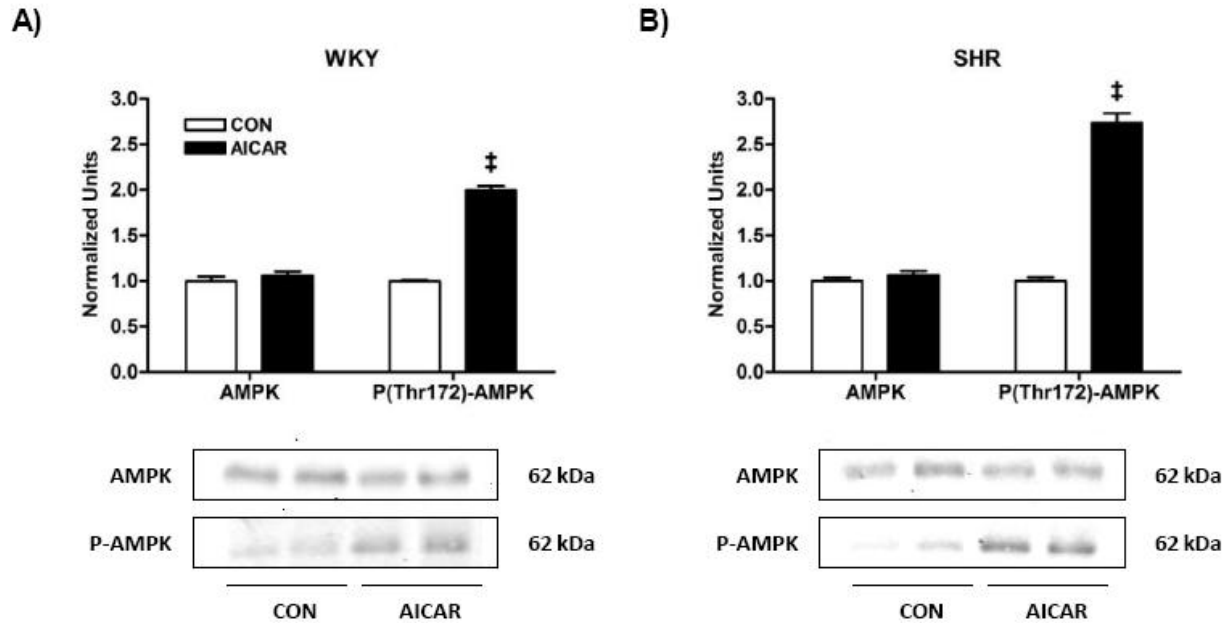 A)
WKY
3.0
2.5
2.0
1.5
1.0
0.5
0.0
Normalized Units
CON
AICAR
‡
AMPK
P(Thr172)-AMPK
AMPK
62 kDa
P-AMPK
62 kDa
CON
AICAR
B)
SHR
3.0
2.5
2.0
1.5
1.0
0.5
0.0
Normalized Units
‡
AMPK
P(Thr172)-AMPK
AMPK
62 kDa
P-AMPK
62 kDa
CON
AICAR